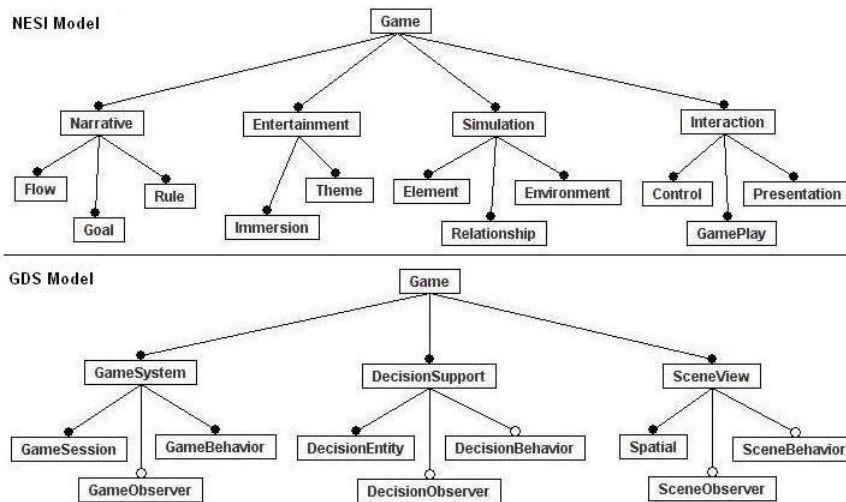 NESI Model
Game
Narrative
Entertainment
Simulation
Interaction
Flow
Goal
Rule
Immersion
Theme
Element
Relationship
Environment
Control
GamePlay
Presentation
GDS Model
Game
GameSystem
DecisionSupport
SceneView
GameSession
GameObserver
GameBehavior
DecisionEntity
DecisionObserver
DecisionBehavior
Spatial
SceneObserver
SceneBehavior